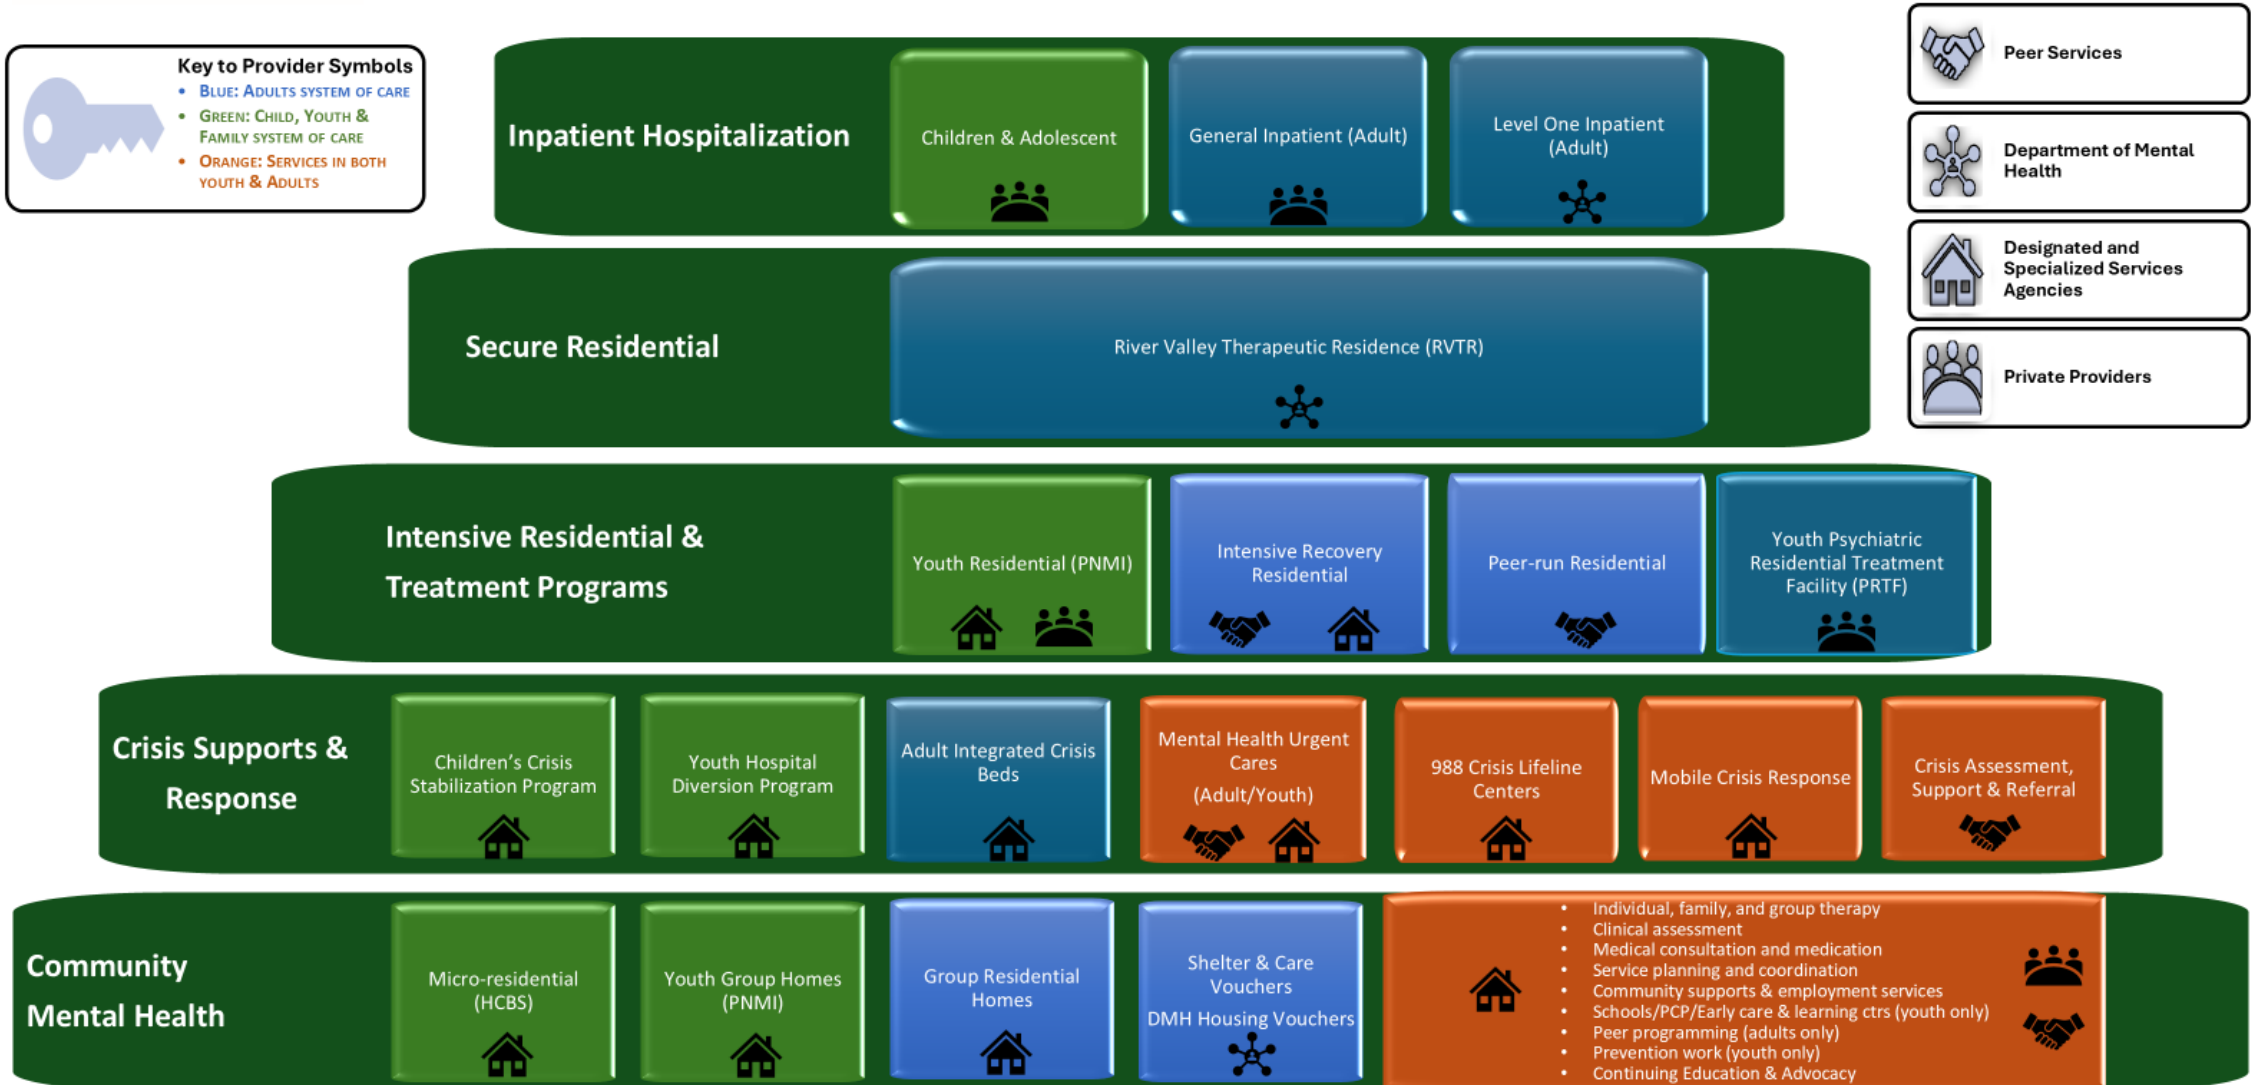 Key to Provider Symbols
• BLUE: ADULTS SYSTEM OF CARE
• GREEN: CHILD, YOUTH &
FAMILY SYSTEM OF CARE
• ORANGE: SERVICES IN BOTH
YOUTH & ADULTS
Inpatient Hospitalization
Children & Adolescent
General Inpatient (Adult)
Level One Inpatient
(Adult)
Peer Services
Department of Mental
Health
Designated and
Specialized Services
Agencies
Private Providers
Secure Residential
River Valley Therapeutic Residence (RVTR)
Intensive Residential &
Treatment Programs
Youth Residential (PNMI)
Intensive Recovery
Residential
Peer-run Residential
Youth Psychiatric
Residential Treatment
Facility (PRTF)
Crisis Supports &
Response
Children's Crisis
Stabilization Program
Youth Hospital
Diversion Program
Adult Integrated Crisis
Beds
Mental Health Urgent
Cares
(Adult/Youth)
988 Crisis Lifeline
Centers
Mobile Crisis Response
Crisis Assessment,
Support & Referral
Community
Mental Health
Micro-residential
(HCBS)
Youth Group Homes
(PNMI)
Group Residential
Homes
Shelter & Care
Vouchers
DMH Housing Vouchers
• Individual, family, and group therapy
• Clinical assessment
• Medical consultation and medication
• Service planning and coordination
• Community supports & employment services
• Schools/PCP/Early care & learning ctrs (youth only)
• Peer programming (adults only)
• Prevention work (youth only)
• Continuing Education & Advocacy